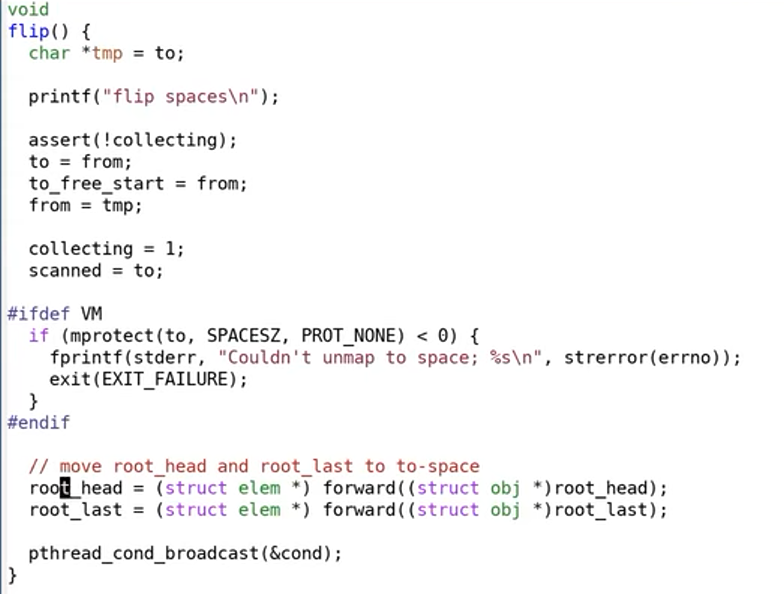 void
flip() {
  char *tmp = to;

  printf("flip spaces\n");

  assert(!collecting);
  to = from;
  to_free_start = from;
  from = tmp;

  collecting = 1;
  scanned = to;

#ifdef VM
  if (mprotect(to, SPACESZ, PROT_NONE) < 0) {
    fprintf(stderr, "Couldn't unmap to space; %s\n", strerror(errno));
    exit(EXIT_FAILURE);
  }
#endif

  // move root_head and root_last to to-space
  root_head = (struct elem *) forward((struct obj *)root_head);
  root_last = (struct elem *) forward((struct obj *)root_last);

  pthread_cond_broadcast(&cond);
}